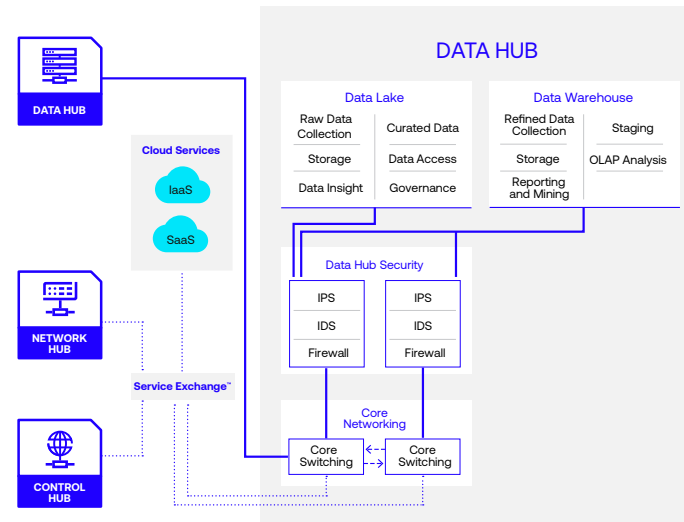 DATA HUB
DATA HUB
Cloud Services
IaaS
SaaS
NETWORK
HUB
Service Exchange™
CONTROL
HUB
Data Lake
Raw Data
Collection
Curated Data
Storage
Data Access
Data Insight
Governance
Data Warehouse
Refined Data
Collection
Staging
Storage
OLAP Analysis
Reporting
and Mining
Data Hub Security
IPS
IDS
Firewall
IPS
IDS
Firewall
Core
Networking
Core
Switching
Core
Switching